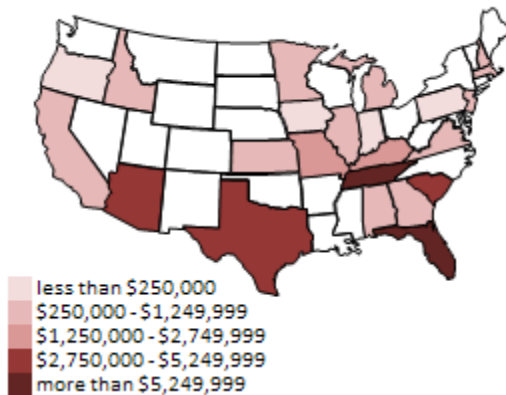 less than $250,000
$250,000 - $1,249,999
$1,250,000 - $2,749,999
$2,750,000 - $5,249,999
more than $5,249,999